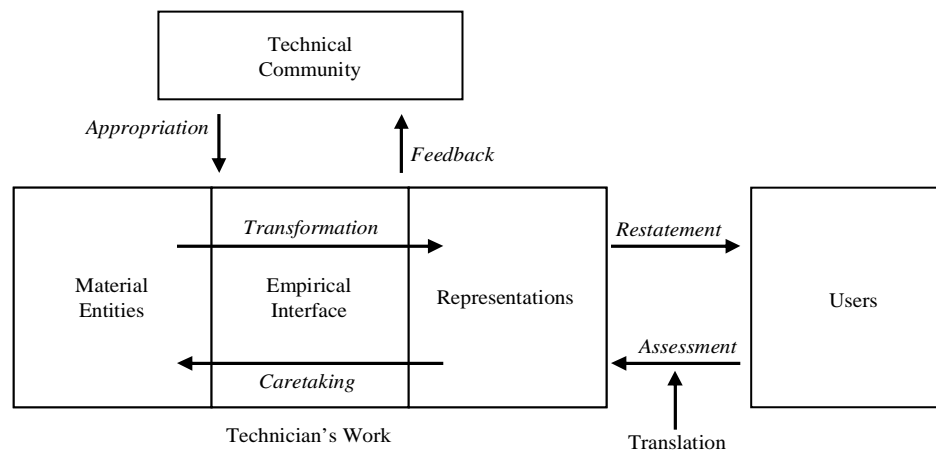 Technical
Community
Appropriation
Feedback
Transformation
Restatement
Material
Entities
Empirical
Interface
Representations
Users
Assessment
Caretaking
Technician’s Work
Translation